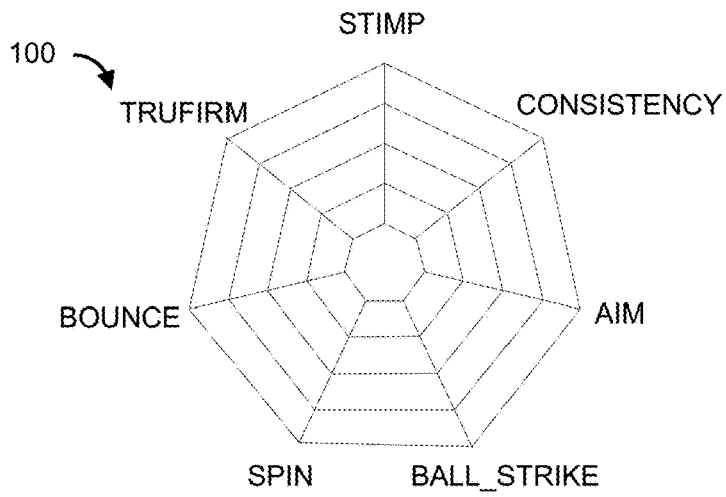 STIMP
100
TRUFIRM
CONSISTENCY
BOUNCE
AIM
SPIN
BALL_STRIKE